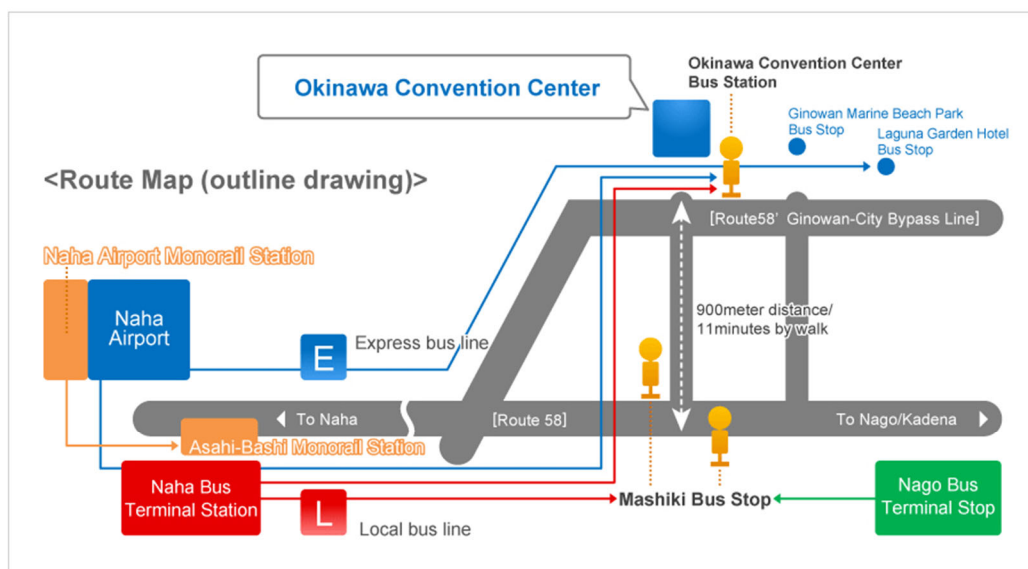 Okinawa Convention Center
Okinawa Convention Center
Bus Station
Ginowan Marine Beach Park
Bus Stop
Laguna Garden Hotel
Bus Stop
<Route Map (outline drawing)>
[Route58’ Ginowan-City Bypass Line]
Naha Airport Monorail Station
Naha
Airport
E
Express bus line
900meter distance/
11minutes by walk
To Naha
[Route 58]
To Nago/Kadena
Asahi-Bashi Monorail Station
Naha Bus
Terminal Station
L
Local bus line
Mashiki Bus Stop
Nago Bus
Terminal Stop